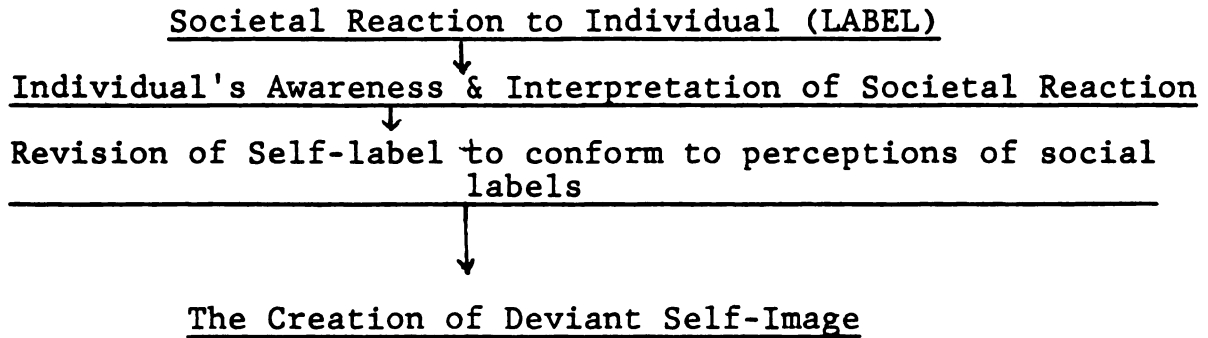 Societal Reaction to Individual (LABEL)
Individual's Awareness & Interpretation of Societal Reaction
Revision of Self-label to conform to perceptions of social
labels
The Creation of Deviant Self-Image